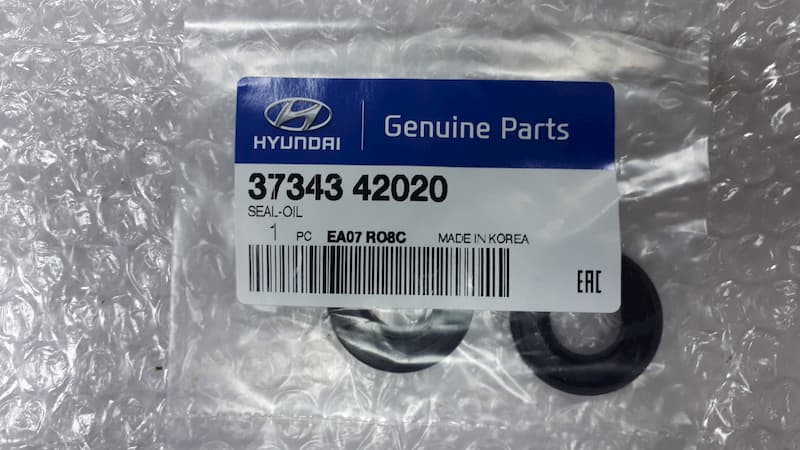 HYUNDAI
Genuine Parts
37343 42020
SEAL-OIL
1 PC EA07 RO8C MADE IN KOREA
EAC